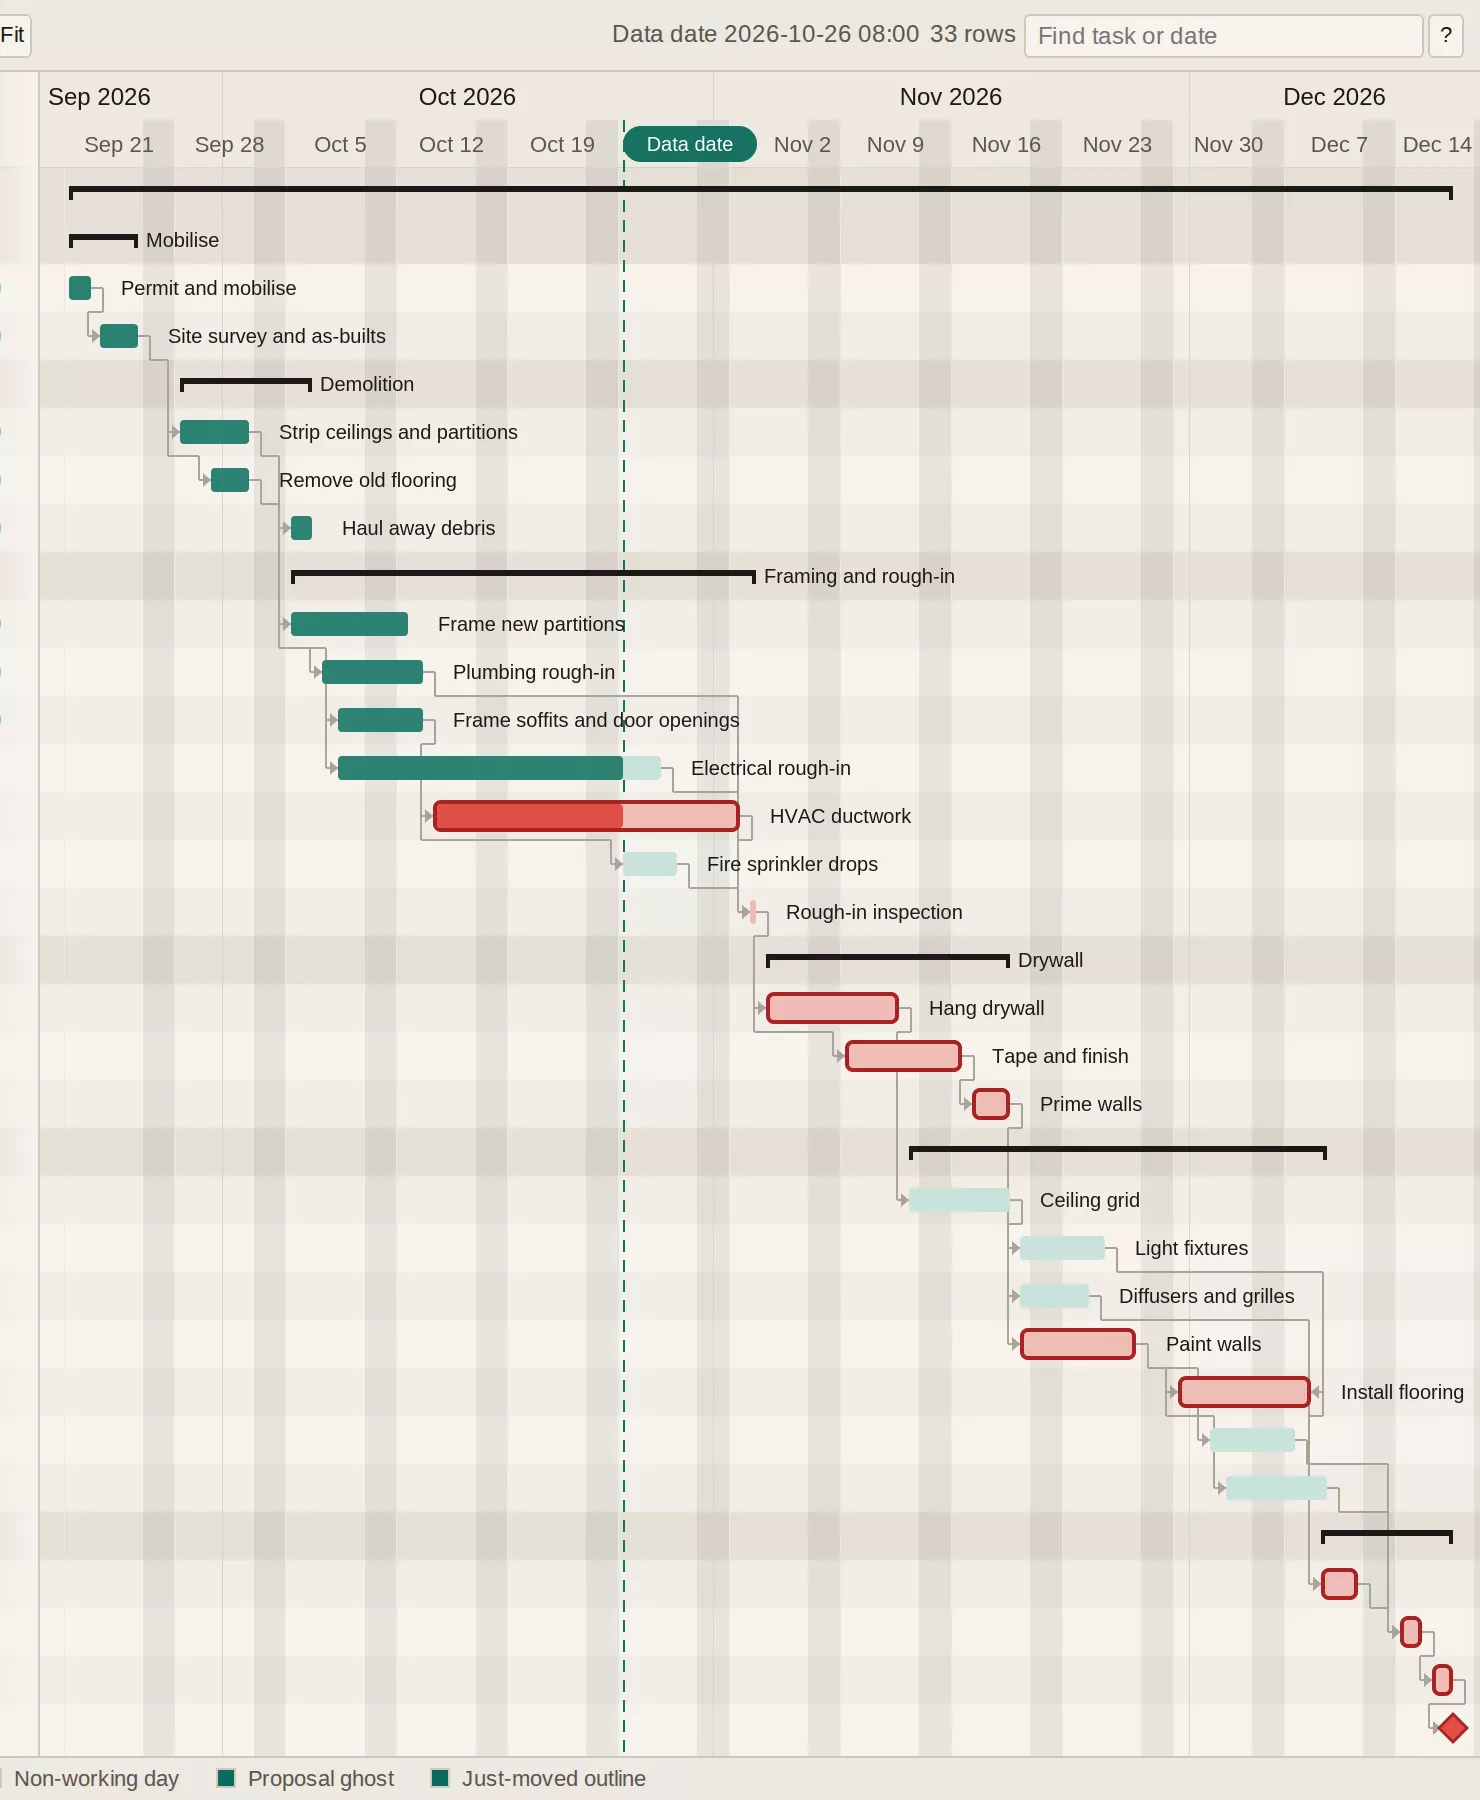 Fit
Data date 2026-10-26 08:00 33 rows
Find task or date
?
Sep 2026 Oct 2026 Nov 2026 Dec 2026
Sep 21 Sep 28 Oct 5 Oct 12 Oct 19 Data date Nov 2 Nov 9 Nov 16 Nov 23 Nov 30 Dec 7 Dec 14
Mobilise
Permit and mobilise
Site survey and as-builts
Demolition
Strip ceilings and partitions
Remove old flooring
Haul away debris
Framing and rough-in
Frame new partitions
Plumbing rough-in
Frame soffits and door openings
Electrical rough-in
HVAC ductwork
Fire sprinkler drops
Rough-in inspection
Drywall
Hang drywall
Tape and finish
Prime walls
Ceiling grid
Light fixtures
Diffusers and grilles
Paint walls
Install flooring
Non-working day Proposal ghost Just-moved outline